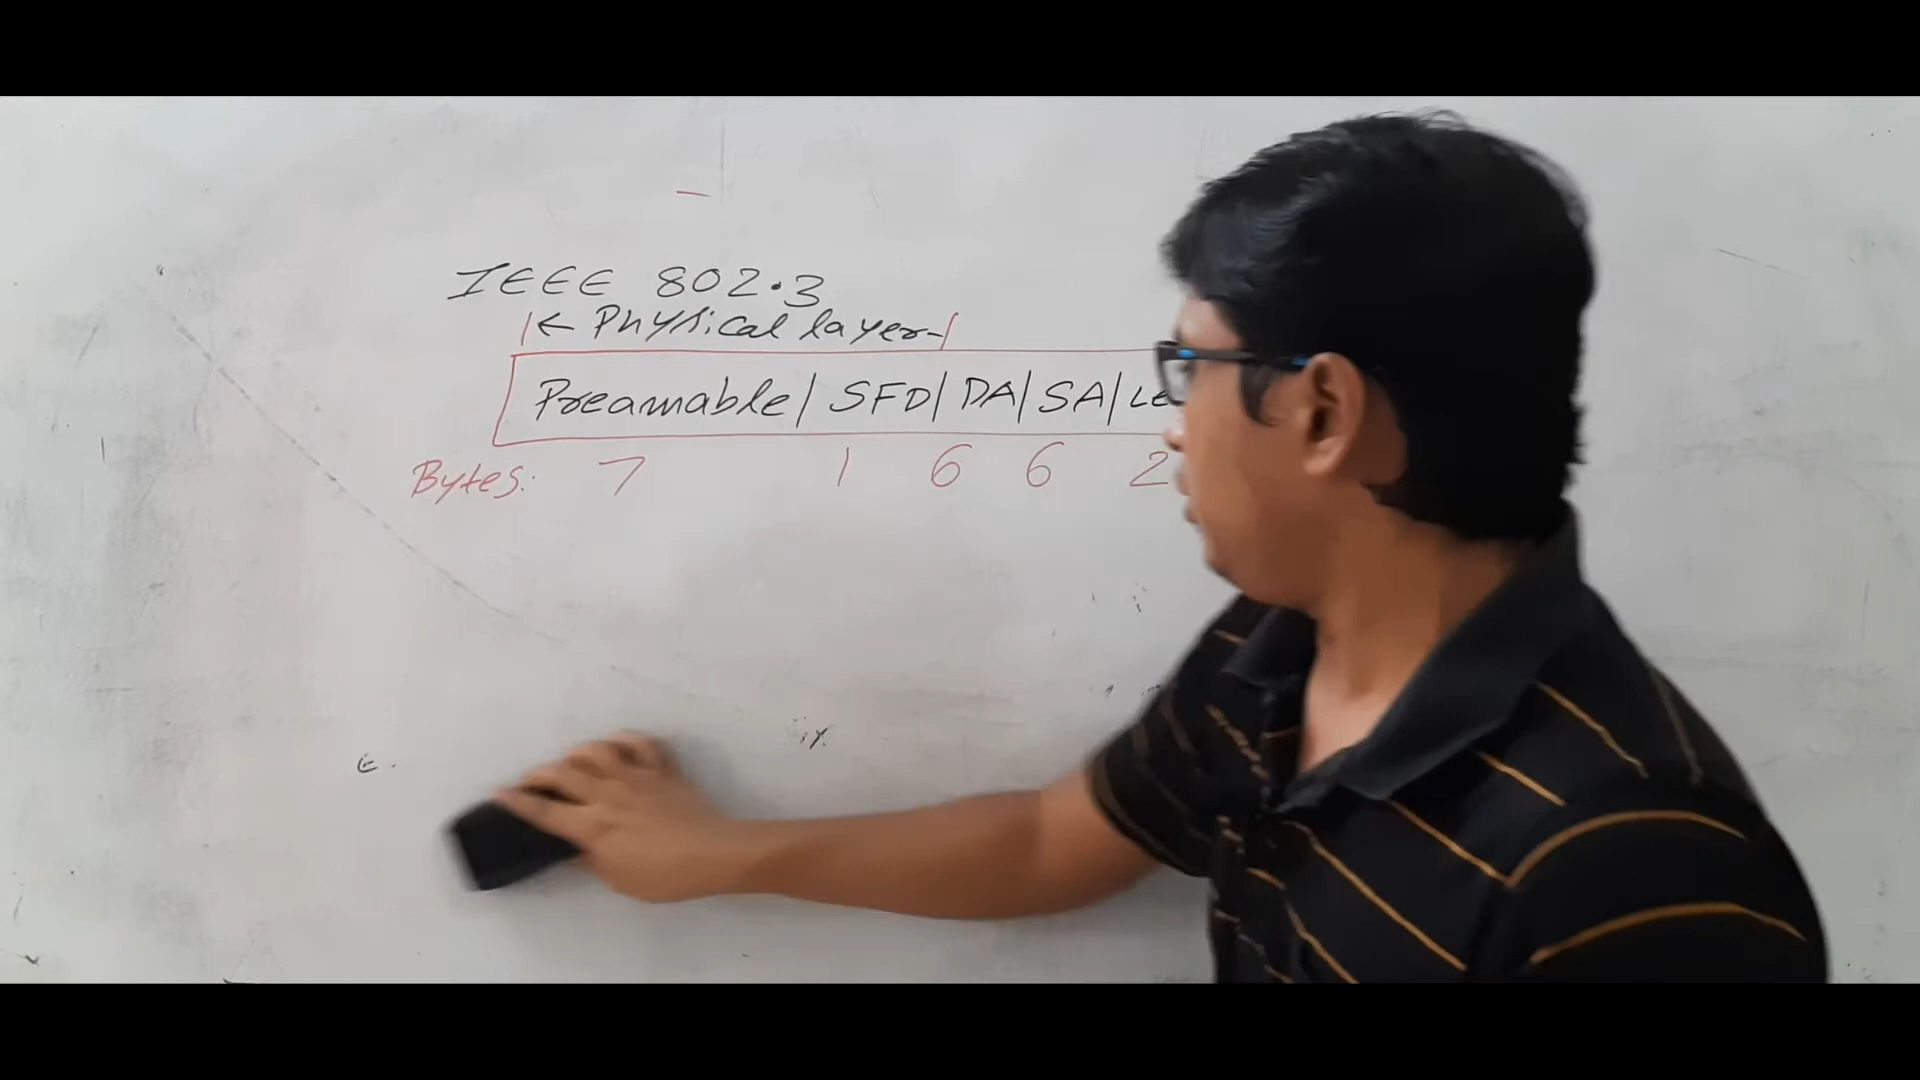 IEEE 802.3
|← Physical layer-|
Preamable | SFD | DA | SA | Le
Bytes: 7 1 6 6 2